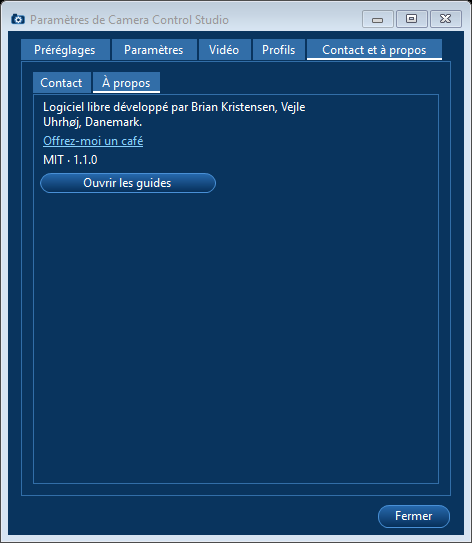 Paramètres de Camera Control Studio
Préréglages Paramètres Vidéo Profils Contact et à propos
Contact À propos
Logiciel libre développé par Brian Kristensen, Vejle
Uhrhøj, Danemark.
Offrez-moi un café
MIT · 1.1.0
Ouvrir les guides
Fermer